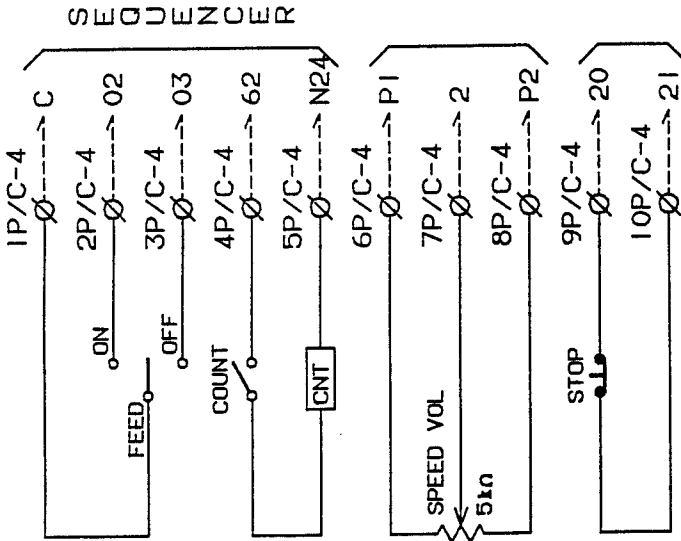 SEQUENCER
1P/C-4
C
ON
2P/C-4
02
FEED
OFF
3P/C-4
03
COUNT
4P/C-4
62
CNT
5P/C-4
N24
6P/C-4
P1
SPEED VOL
5kΩ
7P/C-4
2
8P/C-4
P2
STOP
9P/C-4
20
10P/C-4
21